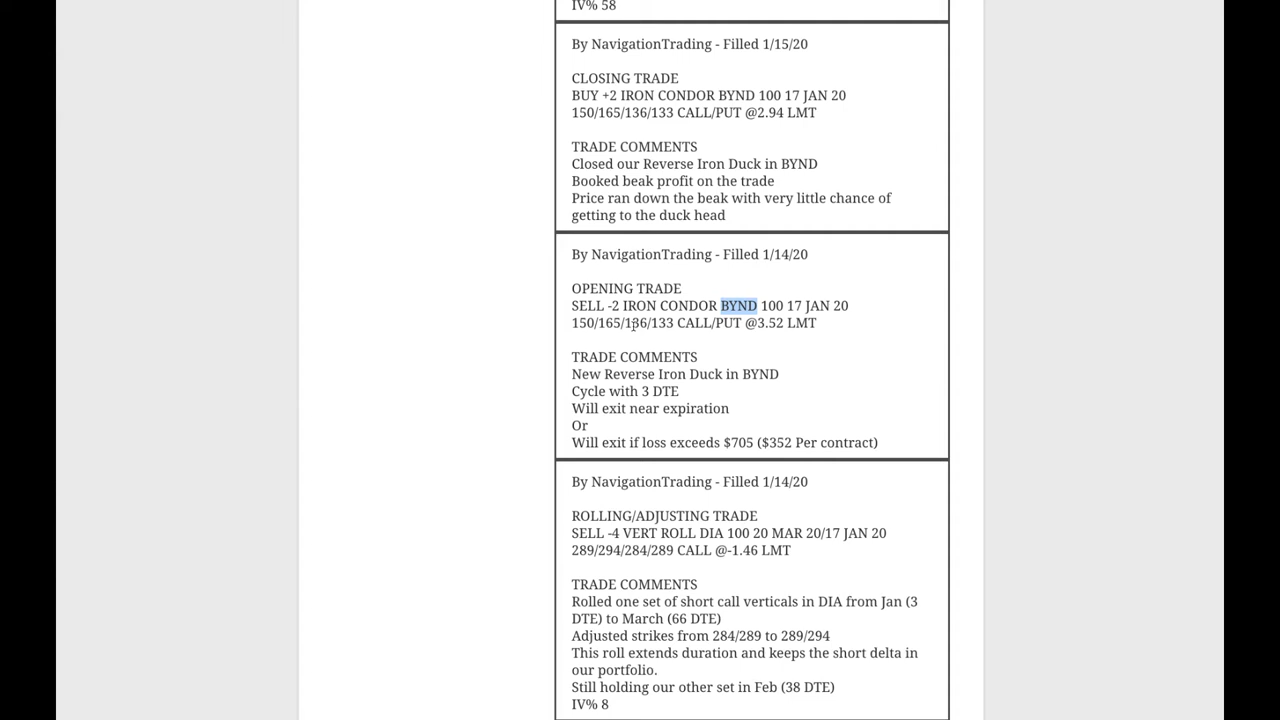 IV% 58
By NavigationTrading - Filled 1/15/20
CLOSING TRADE
BUY +2 IRON CONDOR BYND 100 17 JAN 20
150/165/136/133 CALL/PUT @2.94 LMT
TRADE COMMENTS
Closed our Reverse Iron Duck in BYND
Booked beak profit on the trade
Price ran down the beak with very little chance of
getting to the duck head
By NavigationTrading - Filled 1/14/20
OPENING TRADE
SELL -2 IRON CONDOR BYND 100 17 JAN 20
150/165/136/133 CALL/PUT @3.52 LMT
TRADE COMMENTS
New Reverse Iron Duck in BYND
Cycle with 3 DTE
Will exit near expiration
Or
Will exit if loss exceeds $705 ($352 Per contract)
By NavigationTrading - Filled 1/14/20
ROLLING/ADJUSTING TRADE
SELL -4 VERT ROLL DIA 100 20 MAR 20/17 JAN 20
289/294/284/289 CALL @-1.46 LMT
TRADE COMMENTS
Rolled one set of short call verticals in DIA from Jan (3
DTE) to March (66 DTE)
Adjusted strikes from 284/289 to 289/294
This roll extends duration and keeps the short delta in
our portfolio.
Still holding our other set in Feb (38 DTE)
IV% 8